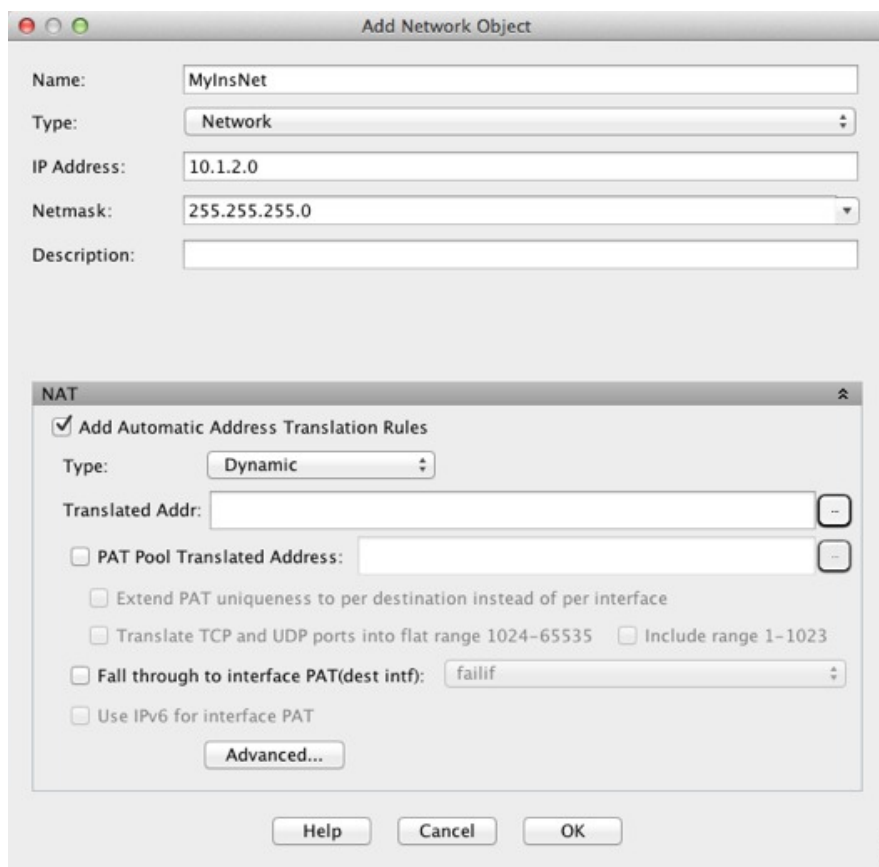 Add Network Object
Name: MyInsNet
Type: Network
IP Address: 10.1.2.0
Netmask: 255.255.255.0
Description:
NAT
Add Automatic Address Translation Rules
Type: Dynamic
Translated Addr: ...
PAT Pool Translated Address: ...
Extend PAT uniqueness to per destination instead of per interface
Translate TCP and UDP ports into flat range 1024-65535 Include range 1-1023
Fall through to interface PAT(dest intf): failif
Use IPv6 for interface PAT
Advanced...
Help Cancel OK